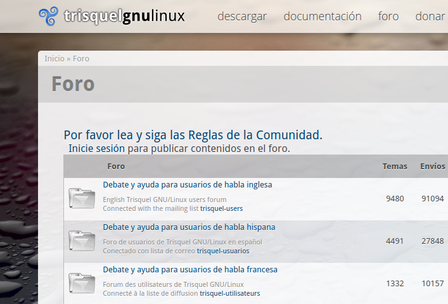 trisquelgnulinux descargar documentación foro donar
Inicio » Foro
Foro
Por favor lea y siga las Reglas de la Comunidad.
Inicie sesión para publicar contenidos en el foro.
Foro Temas Envíos
Debate y ayuda para usuarios de habla inglesa
English Trisquel GNU/Linux users forum
Connected with the mailing list trisquel-users
9480 91094
Debate y ayuda para usuarios de habla hispana
Foro de usuarios de Trisquel GNU/Linux en español
Conectado con lista de correo trisquel-usuarios
4491 27848
Debate y ayuda para usuarios de habla francesa
Forum des utilisateurs de Trisquel GNU/Linux
Connecté à la liste de diffusion trisquel-utilisateurs
1332 10157